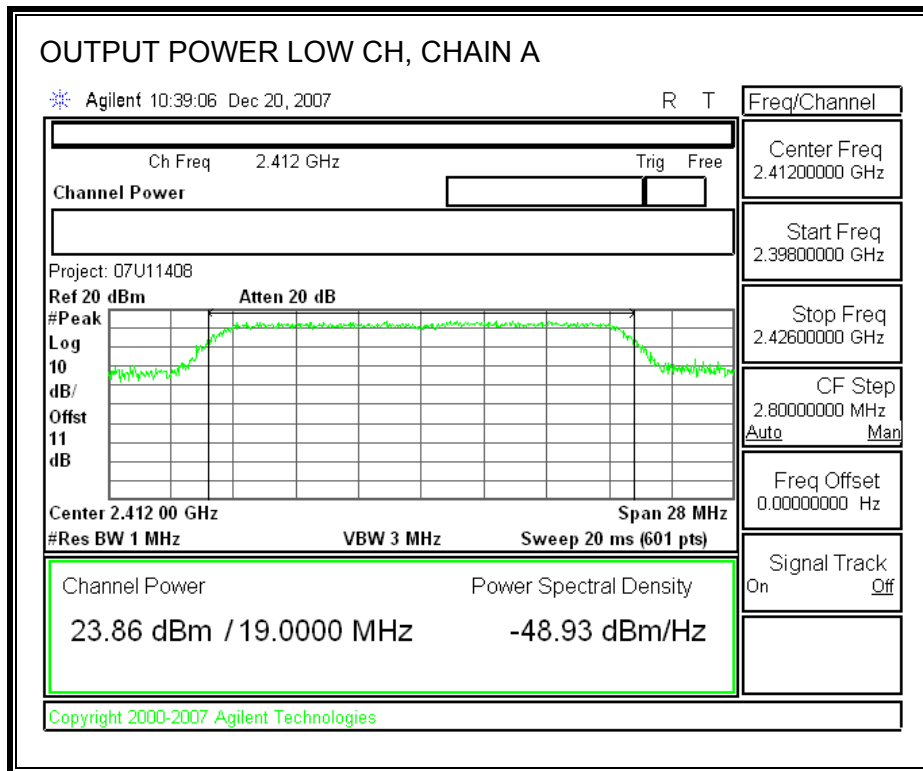 OUTPUT POWER LOW CH, CHAIN A
Agilent 10:39:06 Dec 20, 2007 R T
Freq/Channel
Ch Freq 2.412 GHz Trig Free
Channel Power
Center Freq
2.41200000 GHz
Start Freq
2.39800000 GHz
Stop Freq
2.42600000 GHz
CF Step
2.80000000 MHz
Auto Man
Freq Offset
0.00000000 Hz
Signal Track
On Off
Project: 07U11408
Ref 20 dBm Atten 20 dB
#Peak
Log
10
dB/
Offst
11
dB
Center 2.412 00 GHz Span 28 MHz
#Res BW 1 MHz VBW 3 MHz Sweep 20 ms (601 pts)
Channel Power Power Spectral Density
23.86 dBm / 19.0000 MHz -48.93 dBm/Hz
Copyright 2000-2007 Agilent Technologies